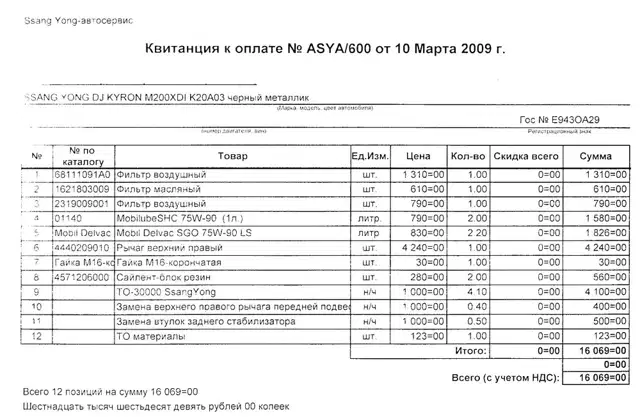 Ssang Yong-автосервис
Квитанция к оплате № ASYA/600 от 10 Марта 2009 г.
SSANG YONG DJ KYRON M200XDI K20A03 черный металлик
(Марка, модель, цвет автомобиля)
Гос № Е943ОА29
(номер двигателя, вин) Регистрационный знак
№ № по каталогу Товар Ед.Изм. Цена Кол-во Скидка всего Сумма
1 68111091A0 Фильтр воздушный шт. 1 310=00 1.00 0=00 1 310=00
2 1621803009 Фильтр масляный шт. 610=00 1.00 0=00 610=00
3 2319009001 Фильтр воздушный шт. 790=00 1.00 0=00 790=00
4 01140 MobilubeSHC 75W-90 (1л.) литр. 790=00 2.00 0=00 1 580=00
5 Mobil Delvac Mobil Delvac SGO 75W-90 LS литр 830=00 2.20 0=00 1 826=00
6 4440209010 Рычаг верхний правый шт. 4 240=00 1.00 0=00 4 240=00
7 Гайка М16-ко Гайка М16-корончатая шт. 30=00 1.00 0=00 30=00
8 4571206000 Сайлент-блок резин шт. 280=00 2.00 0=00 560=00
9 ТО-30000 SsangYong н/ч 1 000=00 4.10 0=00 4 100=00
10 Замена верхнего правого рычага передней подвес н/ч 1 000=00 0.40 0=00 400=00
11 Замена втулок заднего стабилизатора н/ч 1 000=00 0.50 0=00 500=00
12 ТО материалы шт. 123=00 1.00 0=00 123=00
Итого: 0=00 16 069=00
0=00
Всего (с учетом НДС): 16 069=00
Всего 12 позиций на сумму 16 069=00
Шестнадцать тысяч шестьдесят девять рублей 00 копеек